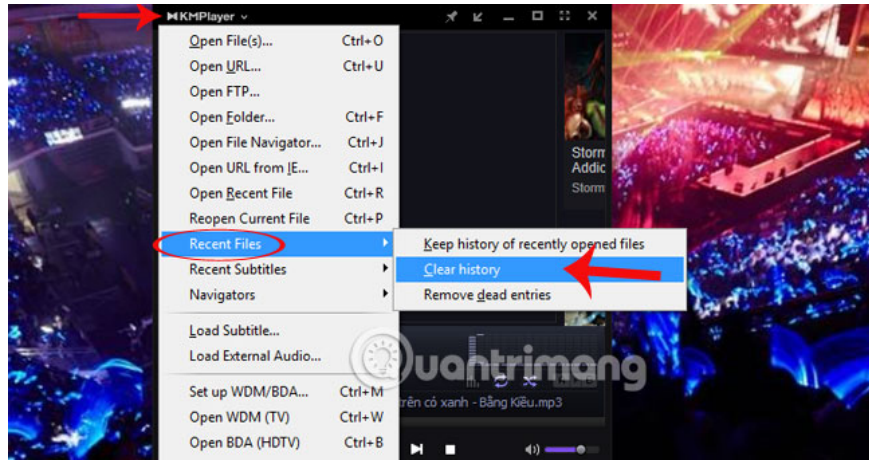 KMPlayer
Open File(s)... Ctrl+O
Open URL... Ctrl+U
Open FTP...
Open Folder... Ctrl+F
Open File Navigator... Ctrl+J
Open URL from IE... Ctrl+I
Open Recent File Ctrl+R
Reopen Current File Ctrl+P
Recent Files
Recent Subtitles
Navigators
Load Subtitle...
Load External Audio...
Set up WDM/BDA... Ctrl+M
Open WDM (TV) Ctrl+W
Open BDA (HDTV) Ctrl+B
Keep history of recently opened files
Clear history
Remove dead entries
Storm
Addic
Storm
Quantrimang
trên có xanh - Bằng Kiều.mp3